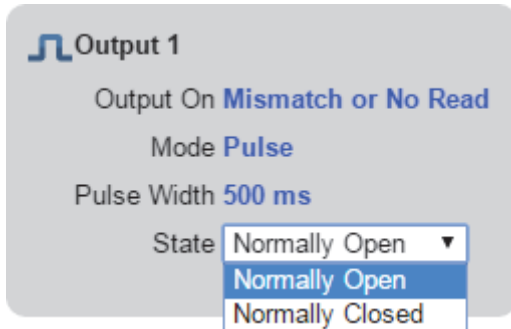 Output 1
Output On Mismatch or No Read
Mode Pulse
Pulse Width 500 ms
State Normally Open
Normally Open
Normally Closed